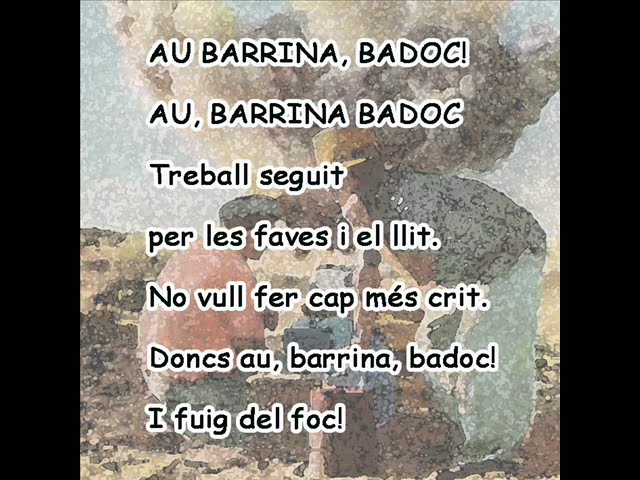 AU BARRINA, BADOC!
AU, BARRINA BADOC
Treball seguit
per les faves i el llit.
No vull fer cap més crit.
Doncs au, barrina, badoc!
I fuig del foc!